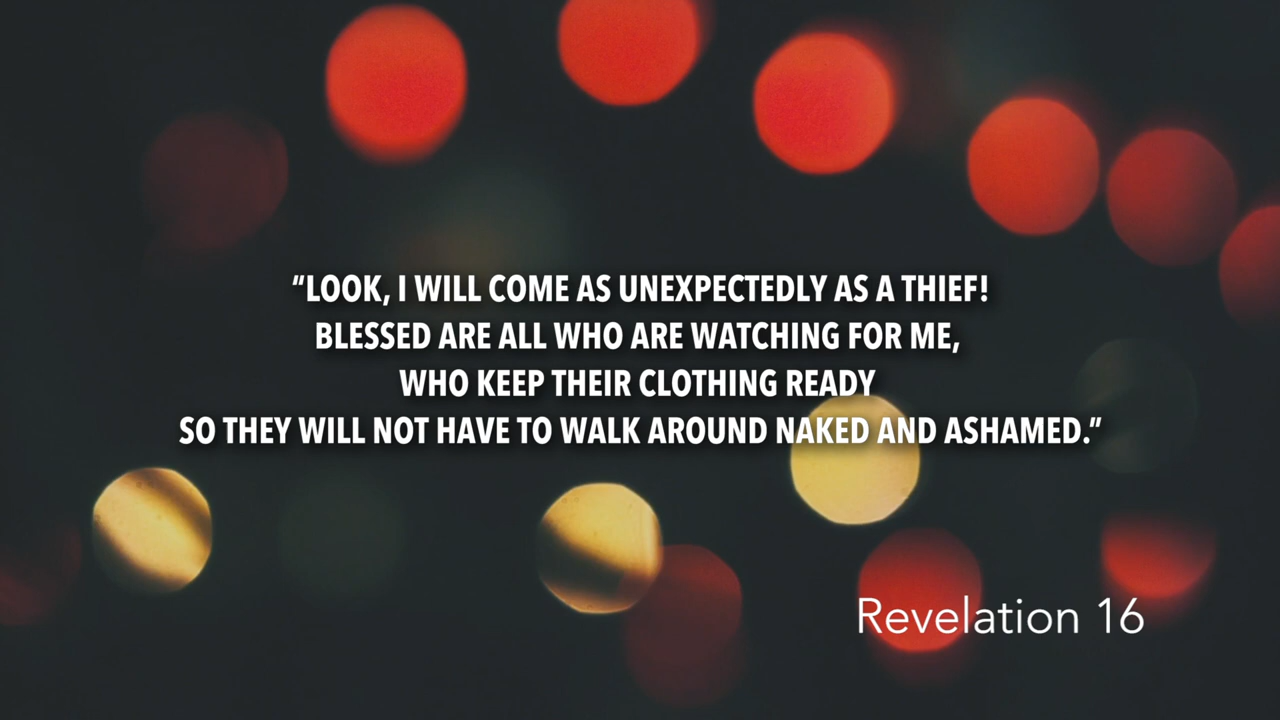 “LOOK, I WILL COME AS UNEXPECTEDLY AS A THIEF!
BLESSED ARE ALL WHO ARE WATCHING FOR ME,
WHO KEEP THEIR CLOTHING READY
SO THEY WILL NOT HAVE TO WALK AROUND NAKED AND ASHAMED.”
Revelation 16